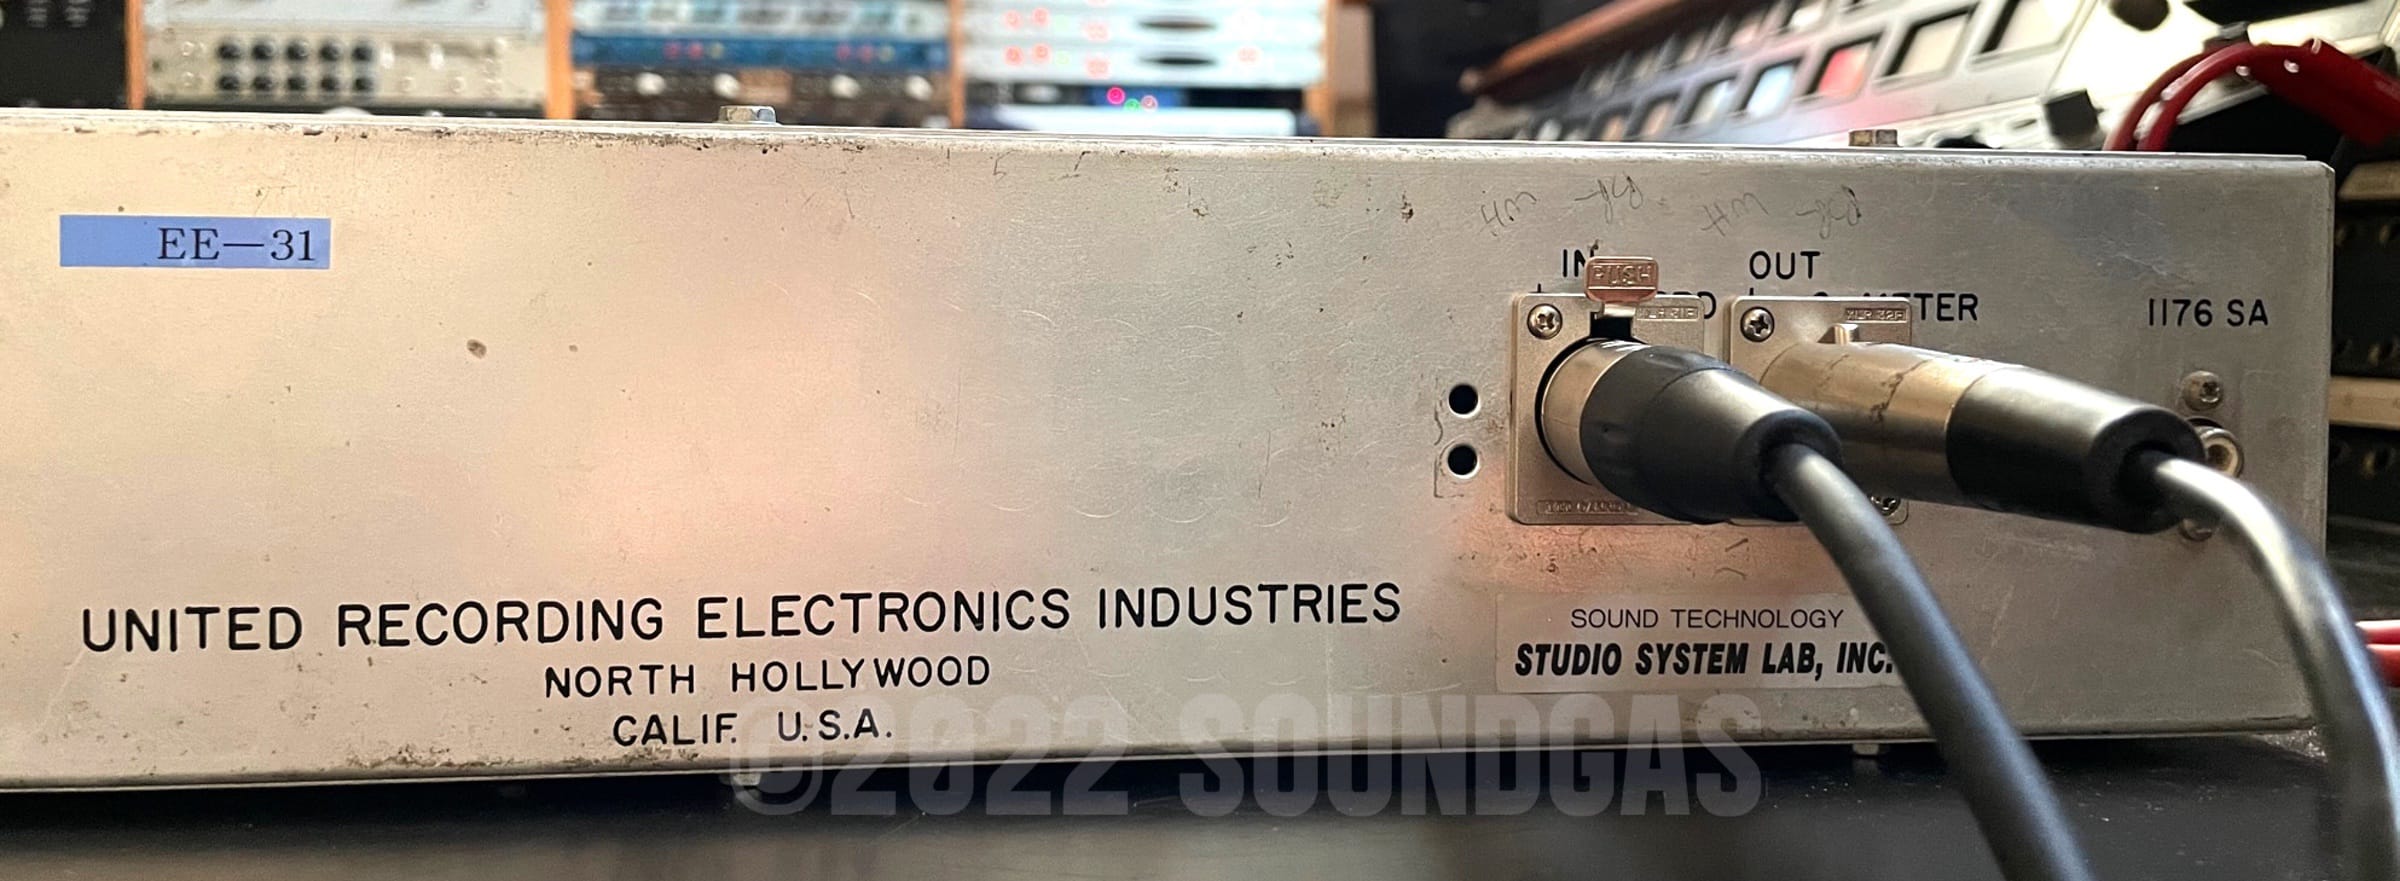 EE—31
IN
PUSH
OUT
METER
1176 SA
UNITED RECORDING ELECTRONICS INDUSTRIES
NORTH HOLLYWOOD
CALIF. U.S.A.
SOUND TECHNOLOGY
STUDIO SYSTEM LAB, INC.
©2022 SOUNDGAS